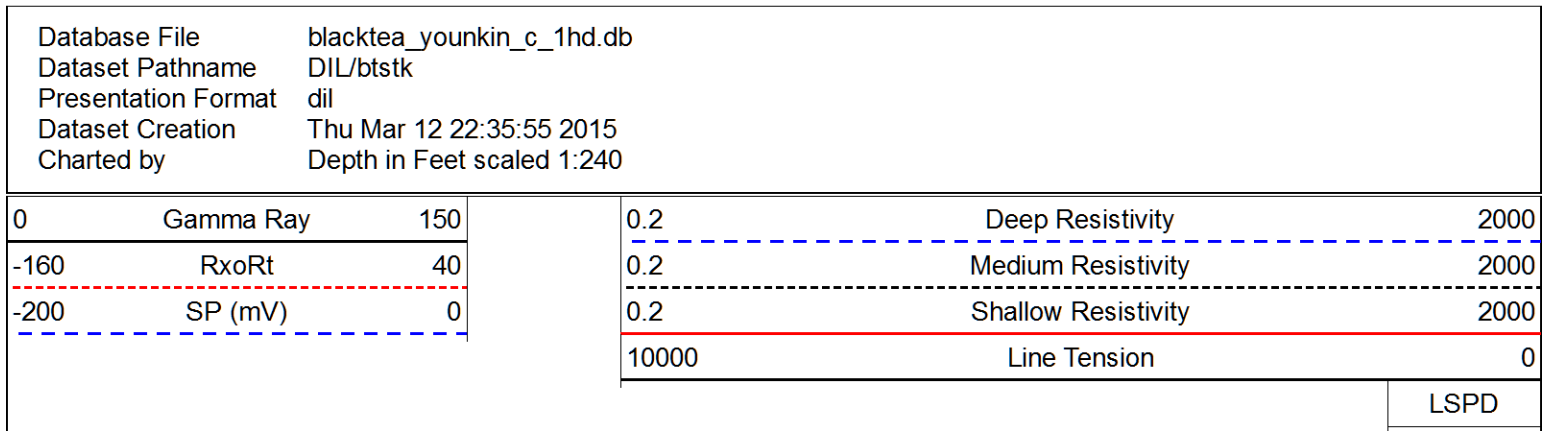 Database File blacktea_younkin_c_1hd.db
Dataset Pathname DIL/btstk
Presentation Format dil
Dataset Creation Thu Mar 12 22:35:55 2015
Charted by Depth in Feet scaled 1:240
0 Gamma Ray 150 0.2 Deep Resistivity 2000
-160 RxoRt 40 0.2 Medium Resistivity 2000
-200 SP (mV) 0 0.2 Shallow Resistivity 2000
10000 Line Tension 0
LSPD